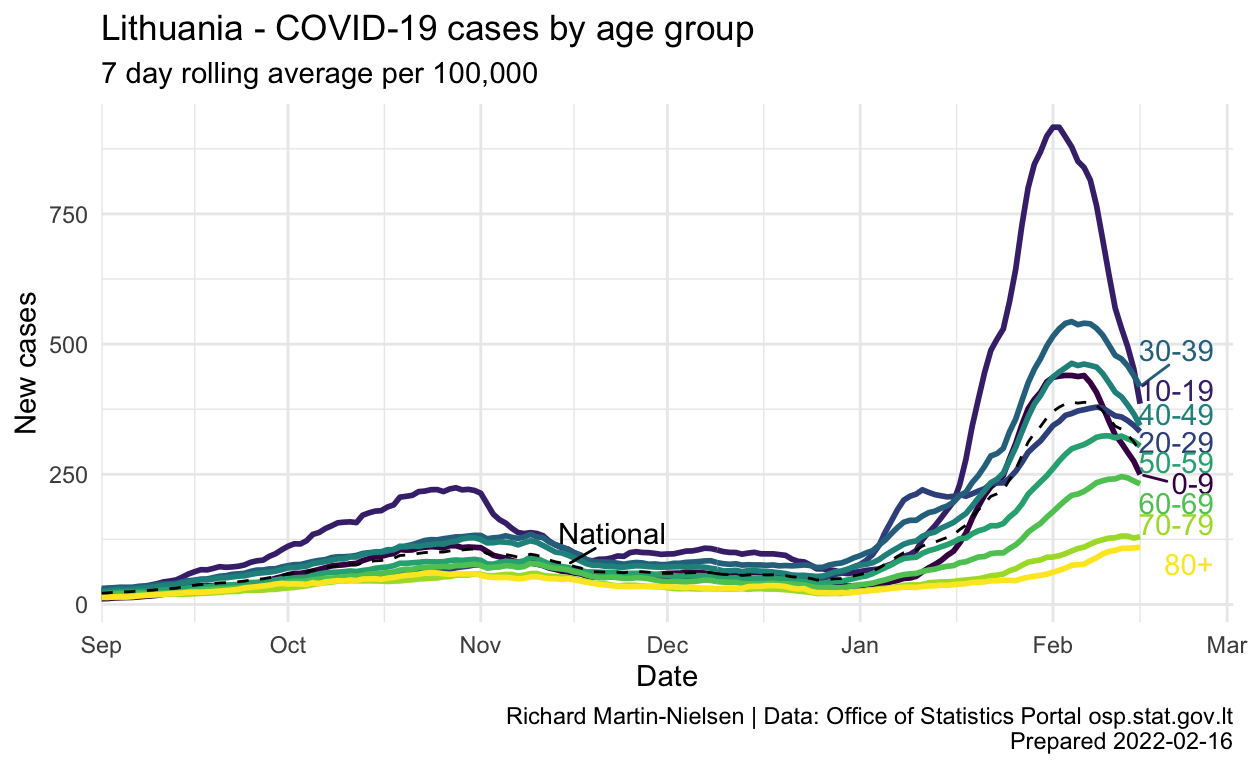 Lithuania - COVID-19 cases by age group
7 day rolling average per 100,000
New cases
750
500
250
0
National
30-39
10-19
40-49
20-29
50-59
0-9
60-69
70-79
80+
Sep Oct Nov Dec Jan Feb Mar
Date
Richard Martin-Nielsen | Data: Office of Statistics Portal osp.stat.gov.lt
Prepared 2022-02-16